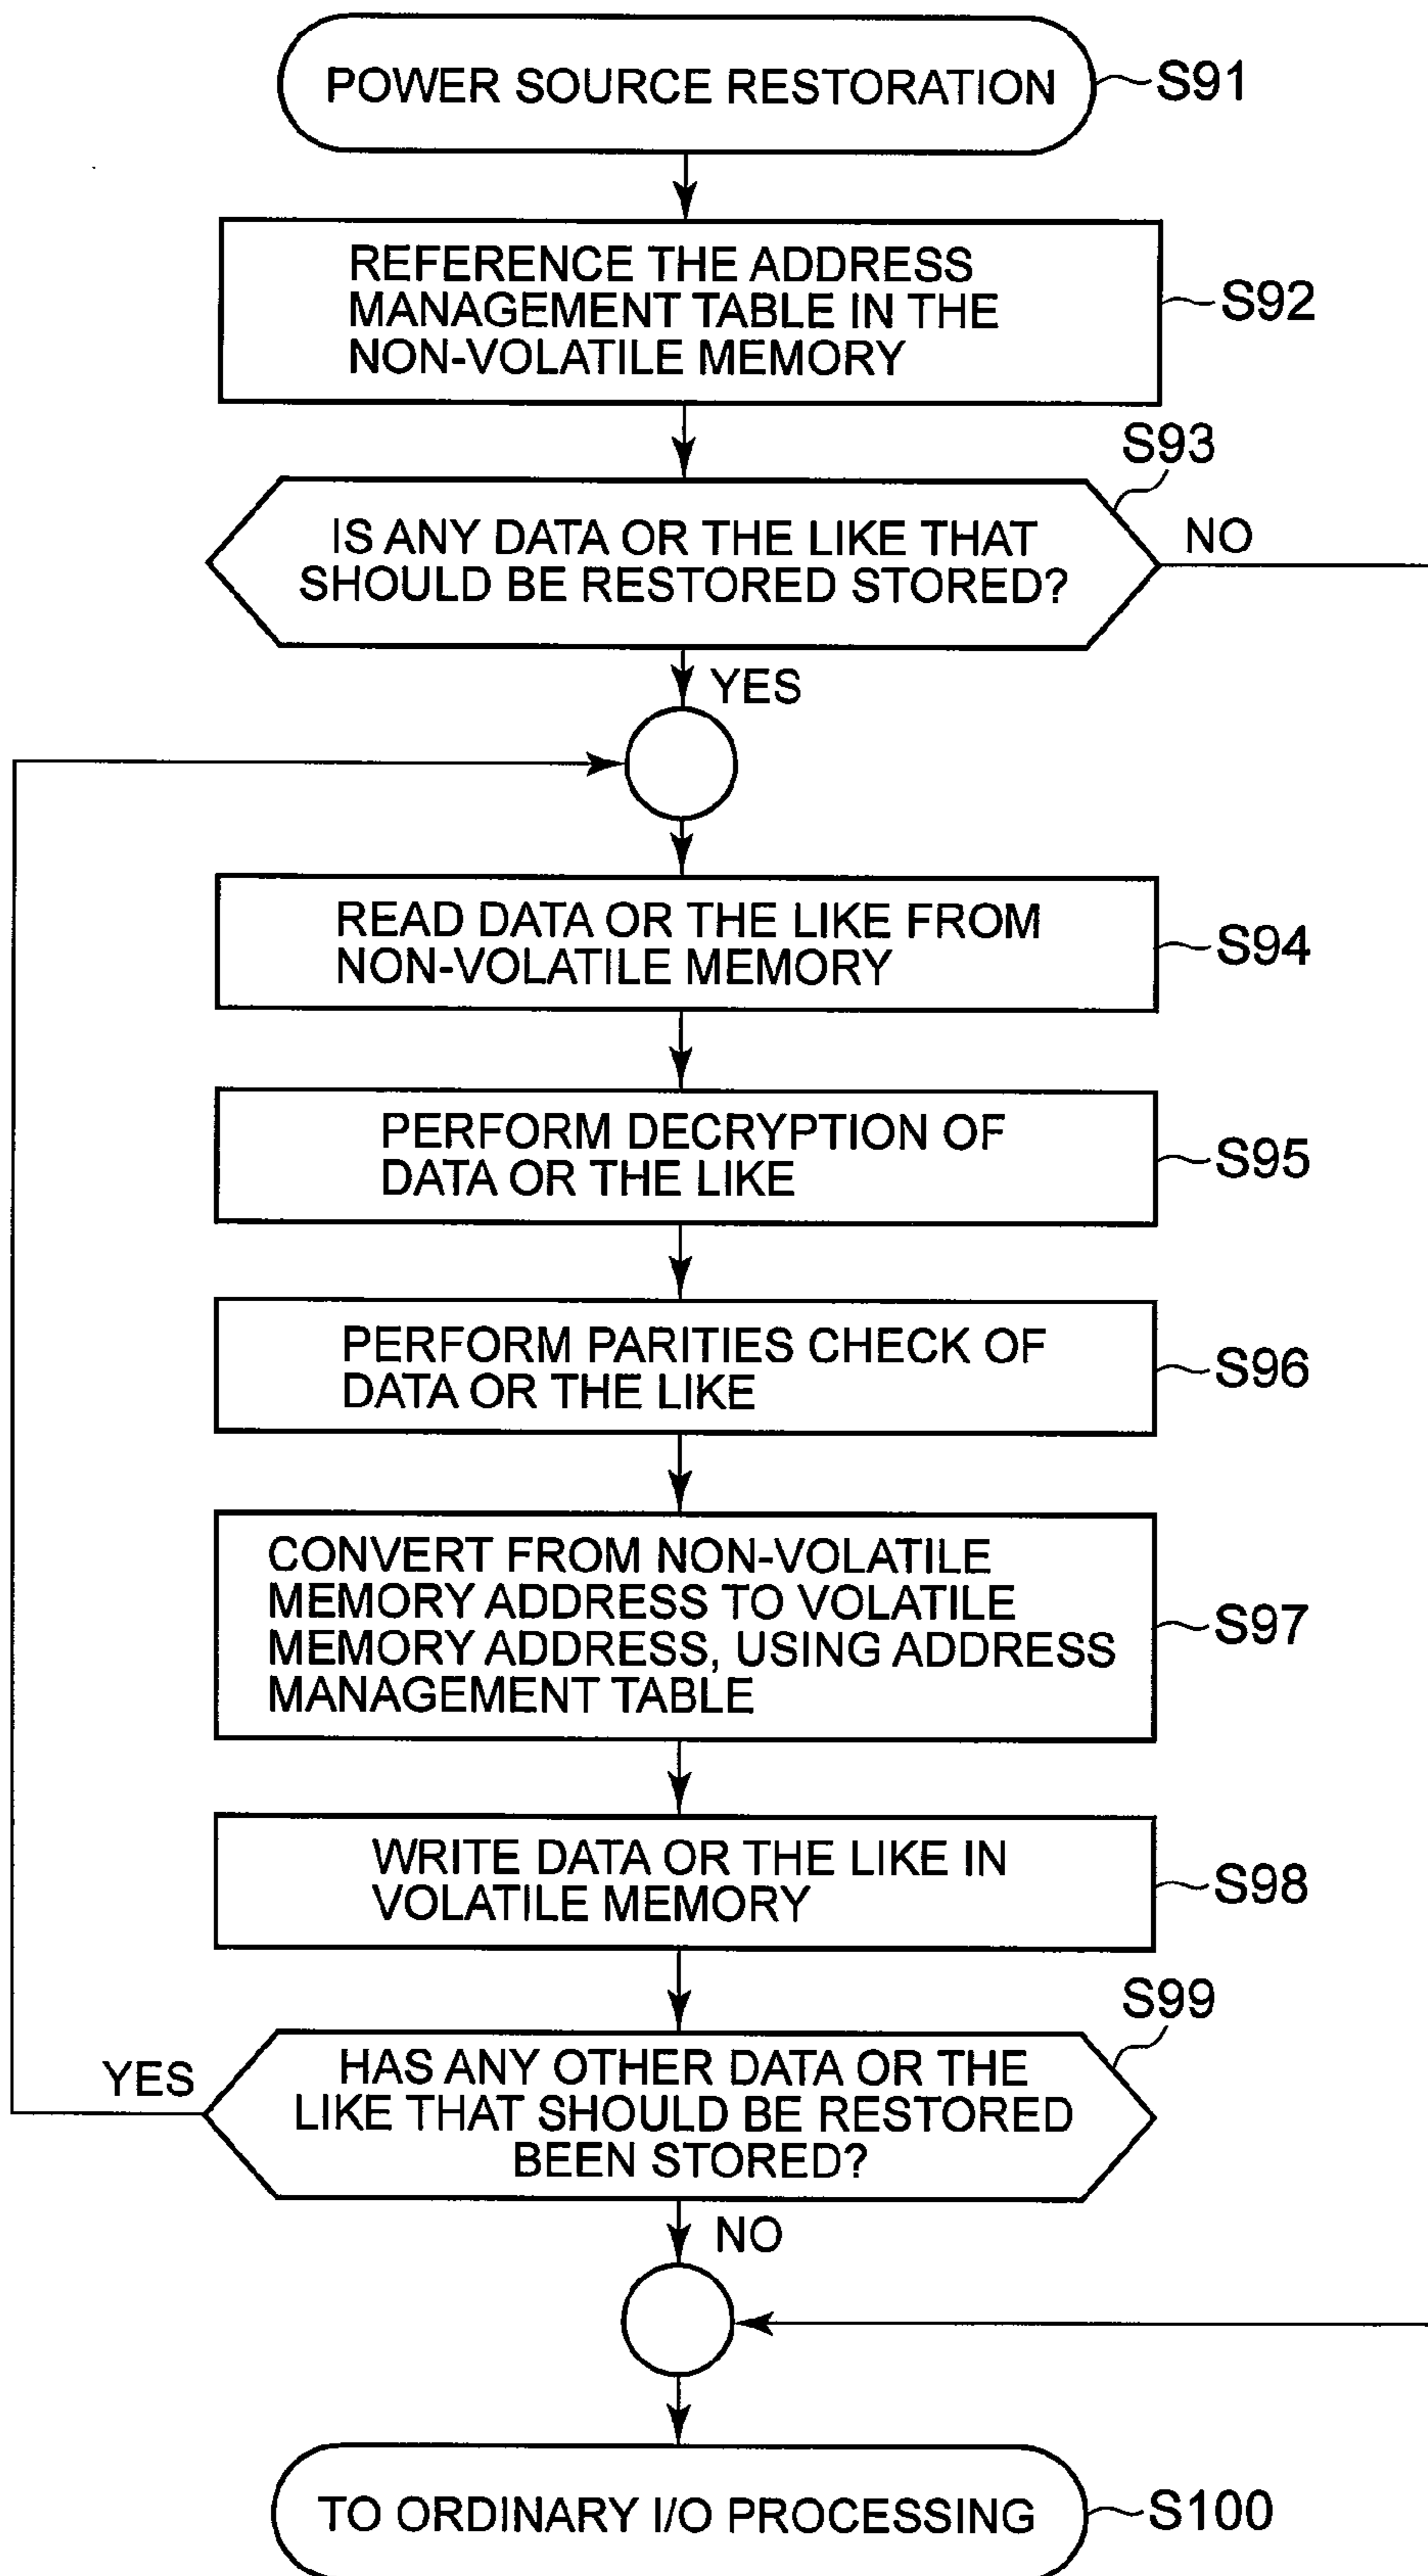 POWER SOURCE RESTORATION
S91
REFERENCE THE ADDRESS
MANAGEMENT TABLE IN THE
NON-VOLATILE MEMORY
S92
S93
IS ANY DATA OR THE LIKE THAT
SHOULD BE RESTORED STORED?
NO
YES
READ DATA OR THE LIKE FROM
NON-VOLATILE MEMORY
S94
PERFORM DECRYPTION OF
DATA OR THE LIKE
S95
PERFORM PARITIES CHECK OF
DATA OR THE LIKE
S96
CONVERT FROM NON-VOLATILE
MEMORY ADDRESS TO VOLATILE
MEMORY ADDRESS, USING ADDRESS
MANAGEMENT TABLE
S97
WRITE DATA OR THE LIKE IN
VOLATILE MEMORY
S98
S99
YES
HAS ANY OTHER DATA OR THE
LIKE THAT SHOULD BE RESTORED
BEEN STORED?
NO
TO ORDINARY I/O PROCESSING
S100